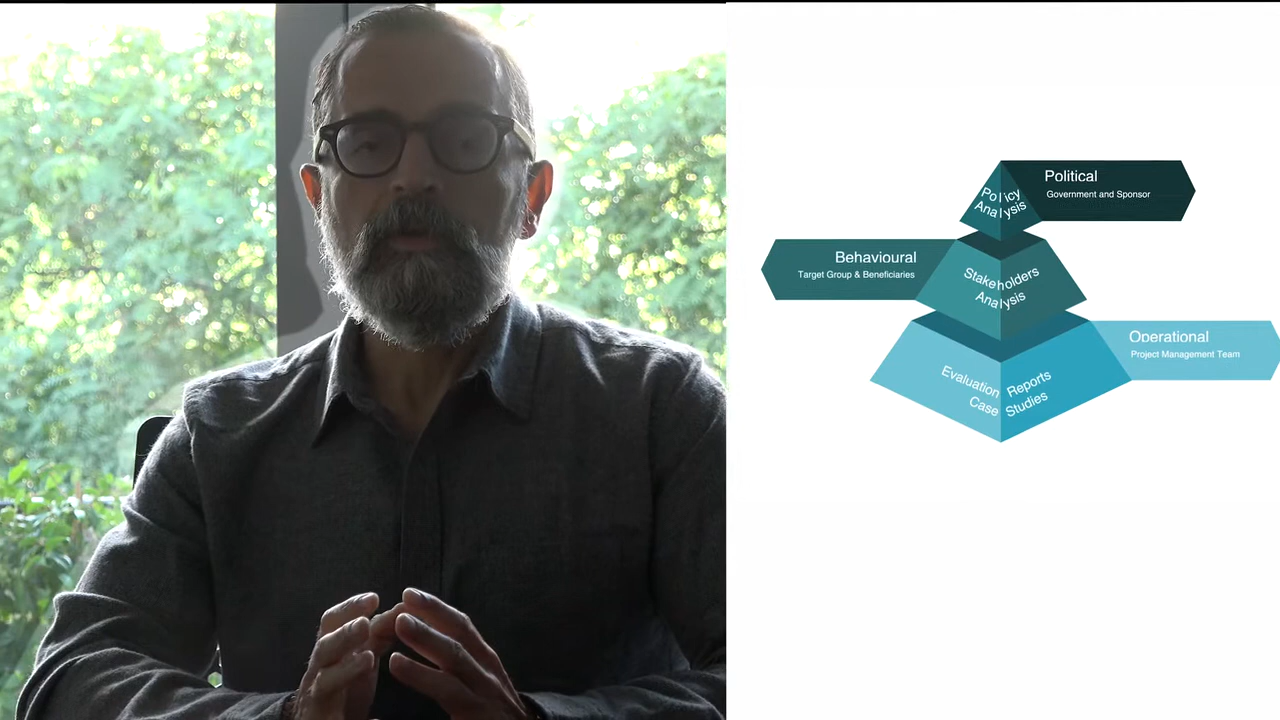 Political
Government and Sponsor
Policy
Analysis
Behavioural
Target Group & Beneficiaries
Stakeholders
Analysis
Operational
Project Management Team
Evaluation Reports
Case Studies